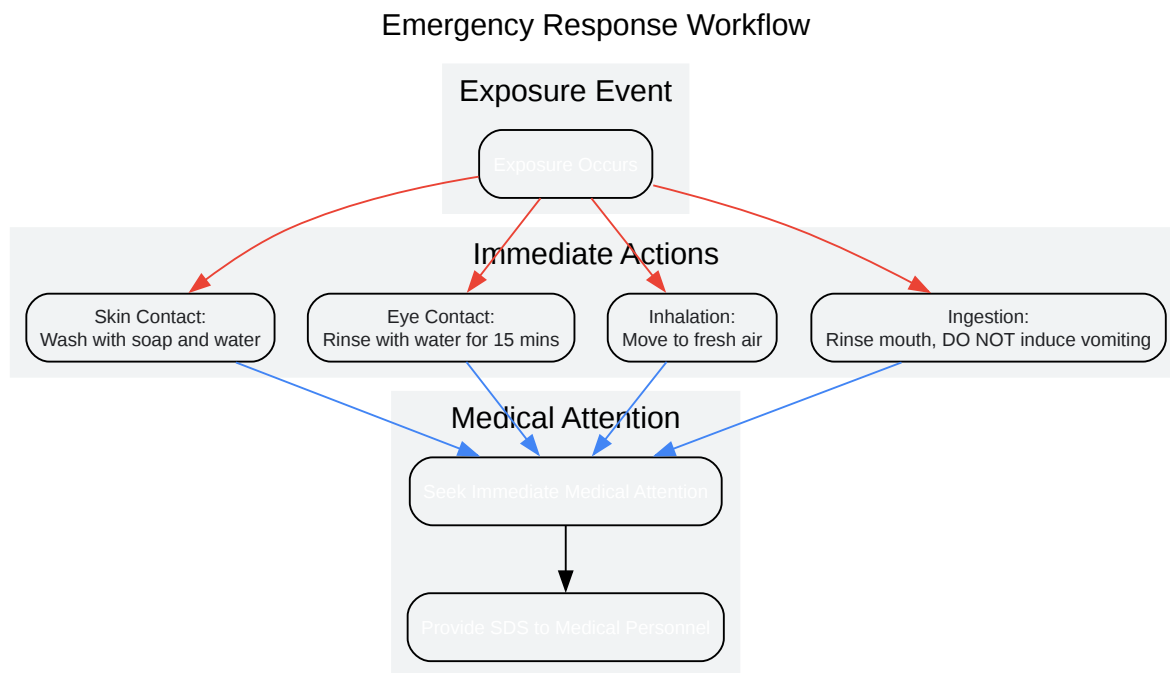 Emergency Response Workflow
Exposure Event
Exposure Occurs
Immediate Actions
Skin Contact:
Wash with soap and water
Eye Contact:
Rinse with water for 15 mins
Inhalation:
Move to fresh air
Ingestion:
Rinse mouth, DO NOT induce vomiting
Medical Attention
Seek Immediate Medical Attention
Provide SDS to Medical Personnel